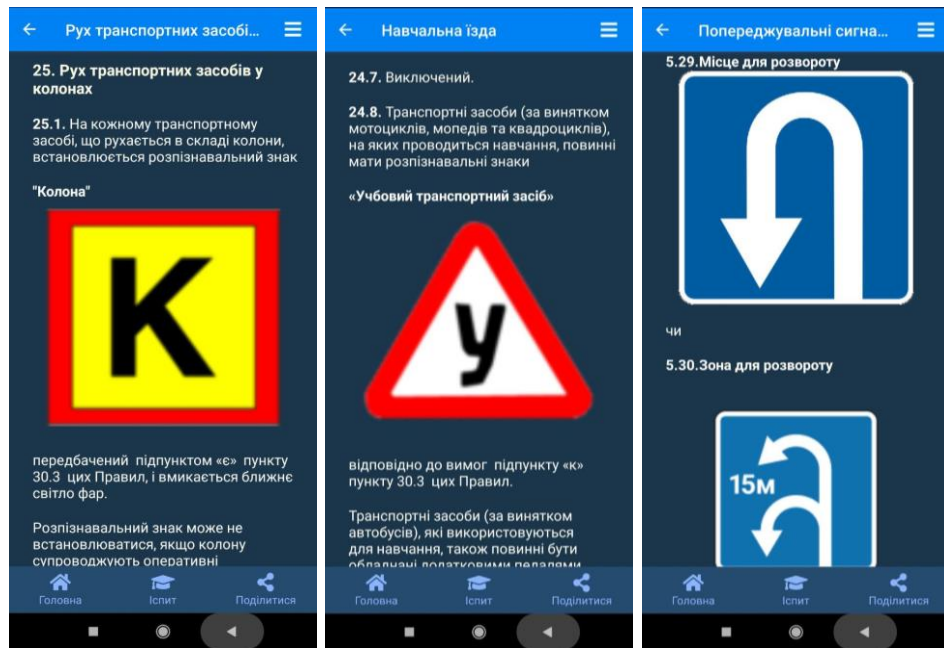 Рух транспортних засобі...
25. Рух транспортних засобів у
колонах
25.1. На кожному транспортному
засобі, що рухається в складі колони,
встановлюється розпізнавальний знак
"Колона"
К
передбачений підпунктом «є» пункту
30.3 цих Правил, і вмикається ближнє
світло фар.
Розпізнавальний знак може не
встановлюватися, якщо колону
супроводжують оперативні
Головна
Іспит
Поділитися
Навчальна їзда
24.7. Виключений.
24.8. Транспортні засоби (за винятком
мотоциклів, мопедів та квадроциклів),
на яких проводиться навчання, повинні
мати розпізнавальні знаки
«Учбовий транспортний засіб»
У
відповідно до вимог підпункту «к»
пункту 30.3 цих Правил.
Транспортні засоби (за винятком
автобусів), які використовуються
для навчання, також повинні бути
обладнані додатковими педалями
Головна
Іспит
Поділитися
Попереджувальні сигна...
5.29.Місце для розвороту
чи
5.30.Зона для розвороту
15м
Головна
Іспит
Поділитися